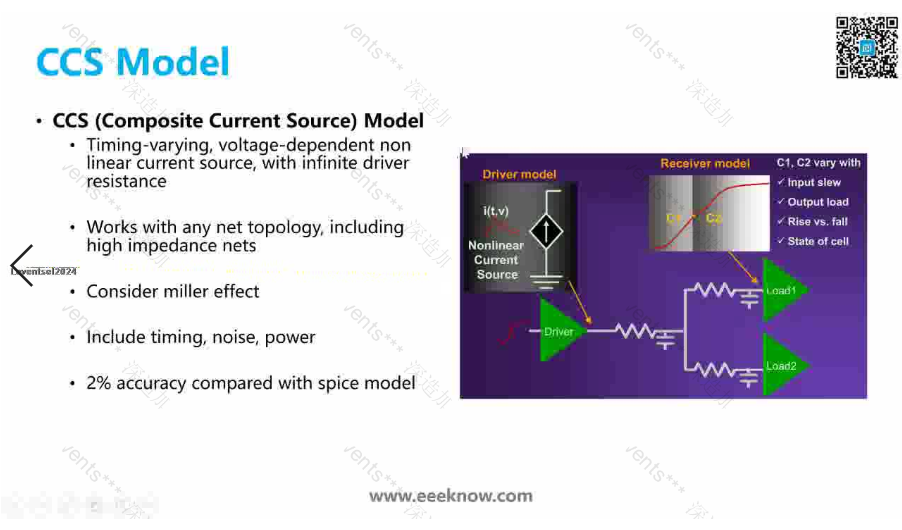 CCS Model
• CCS (Composite Current Source) Model
• Timing-varying, voltage-dependent non
linear current source, with infinite driver
resistance
• Works with any net topology, including
high impedance nets
• Consider miller effect
• Include timing, noise, power
• 2% accuracy compared with spice model
Driver model
i(t,v)
Nonlinear
Current
Source
Receiver model
C2
C1, C2 vary with
✓ Input slew
✓ Output load
✓ Rise vs. fall
✓ State of cell
Driver
Load1
Load2
www.eeeknow.com